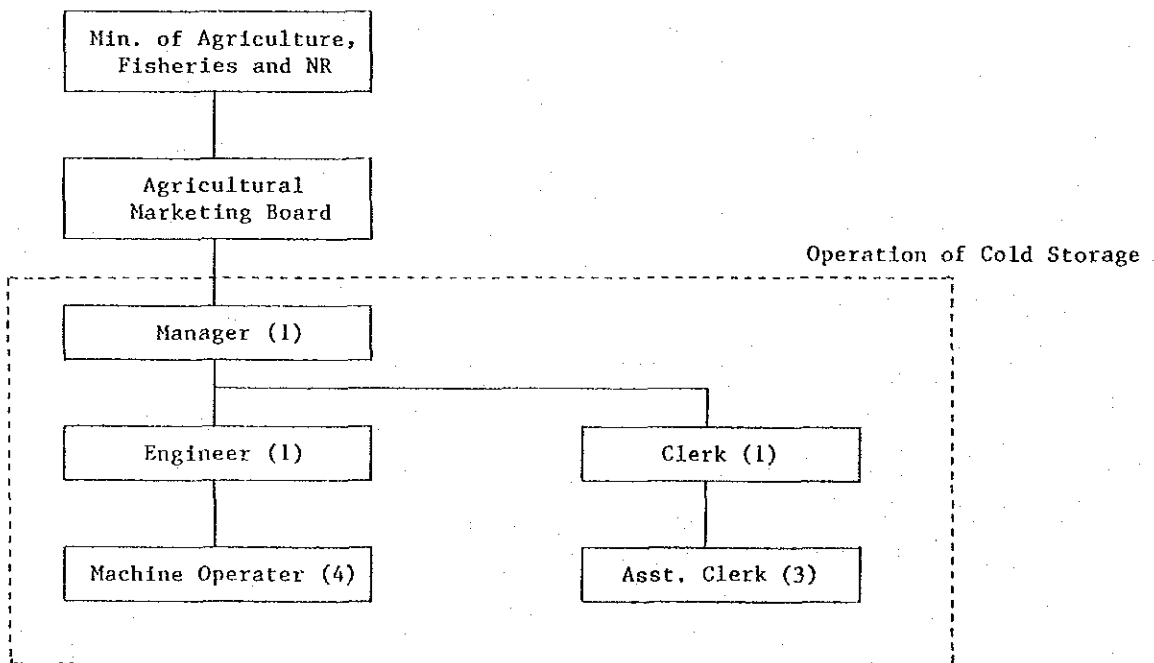 Min. of Agriculture,
Fisheries and NR
Agricultural
Marketing Board
Operation of Cold Storage
Manager (1)
Engineer (1)
Clerk (1)
Machine Operater (4)
Asst. Clerk (3)